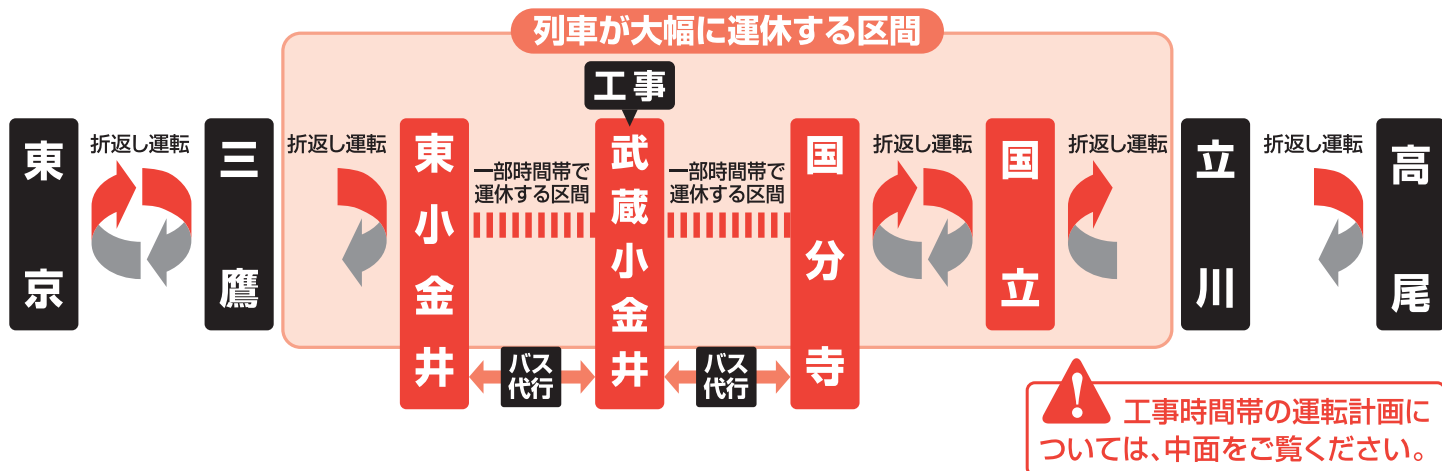 列車が大幅に運休する区間
工事
東京
折返し運転
三鷹
折返し運転
東小金井
一部時間帯で
運休する区間
武蔵小金井
一部時間帯で
運休する区間
国分寺
折返し運転
国立
折返し運転
立川
折返し運転
高尾
バス
代行
バス
代行
工事時間帯の運転計画に
ついては、中面をご覧ください。